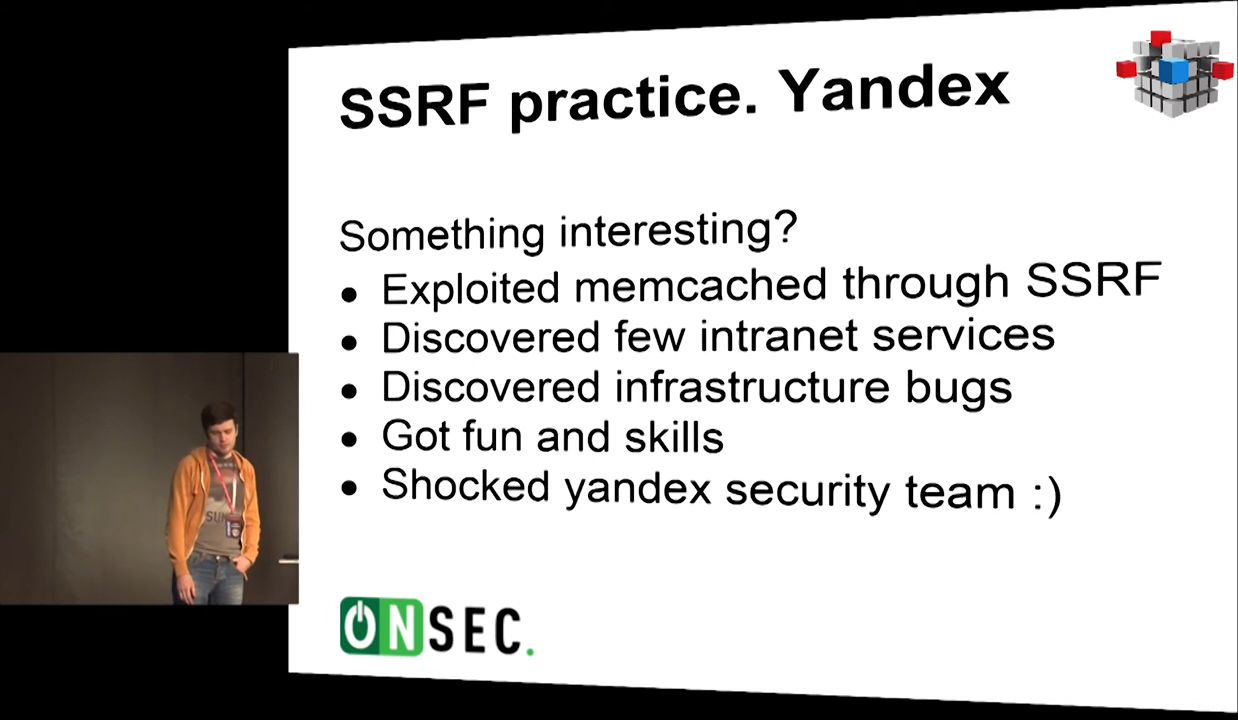 SSRF practice. Yandex
Something interesting?
• Exploited memcached through SSRF
• Discovered few intranet services
• Discovered infrastructure bugs
• Got fun and skills
• Shocked yandex security team :)
ONSEC.